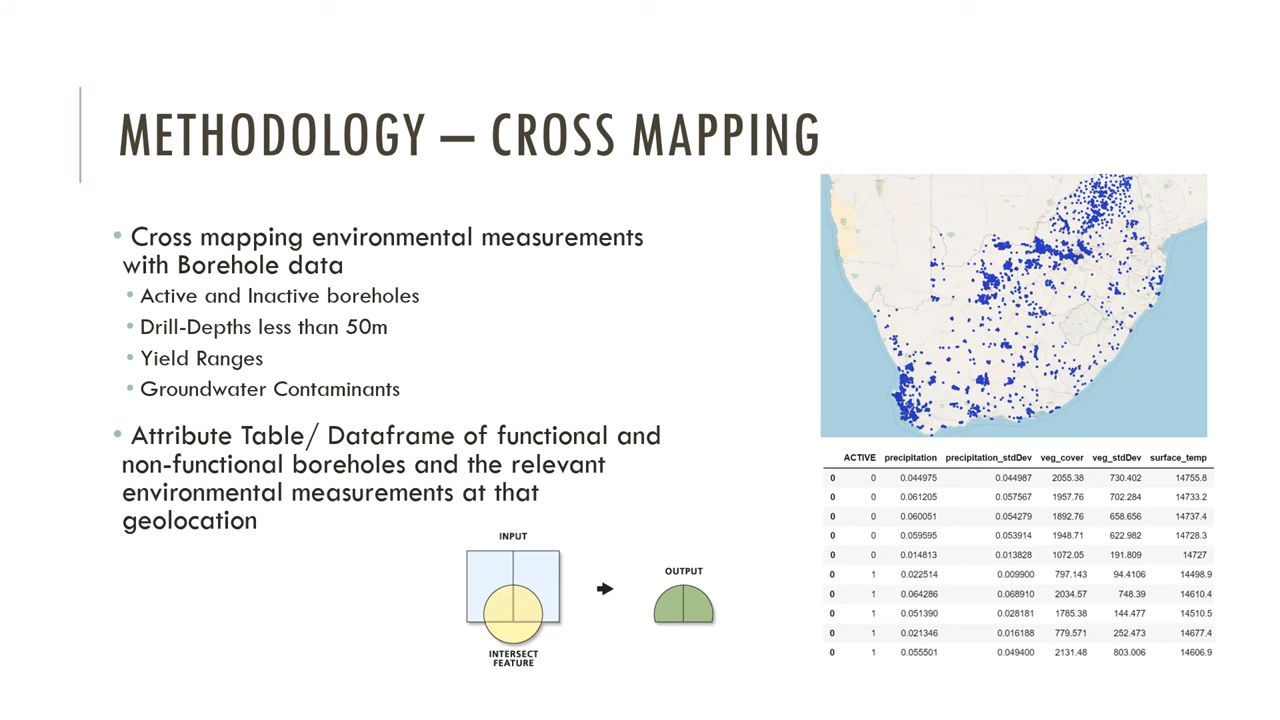 METHODOLOGY – CROSS MAPPING
• Cross mapping environmental measurements
with Borehole data
• Active and Inactive boreholes
• Drill-Depths less than 50m
• Yield Ranges
• Groundwater Contaminants
• Attribute Table/ Dataframe of functional and
non-functional boreholes and the relevant
environmental measurements at that
geolocation
INPUT
OUTPUT
INTERSECT
FEATURE
ACTIVE precipitation precipitation_stdDev veg_cover veg_stdDev surface_temp
0 0 0.044975 0.044987 2055.38 730.402 14755.8
0 0 0.061205 0.057567 1957.76 702.284 14733.2
0 0 0.060051 0.054279 1892.76 658.656 14737.4
0 0 0.059595 0.053914 1948.71 622.982 14728.3
0 0 0.014813 0.013828 1072.05 191.809 14727
0 1 0.022514 0.009900 797.143 94.4106 14498.9
0 1 0.064286 0.068910 2034.57 748.39 14610.4
0 1 0.051390 0.028181 1785.38 144.477 14510.5
0 1 0.021346 0.016188 779.571 252.473 14677.4
0 1 0.055501 0.049400 2131.48 803.006 14606.9